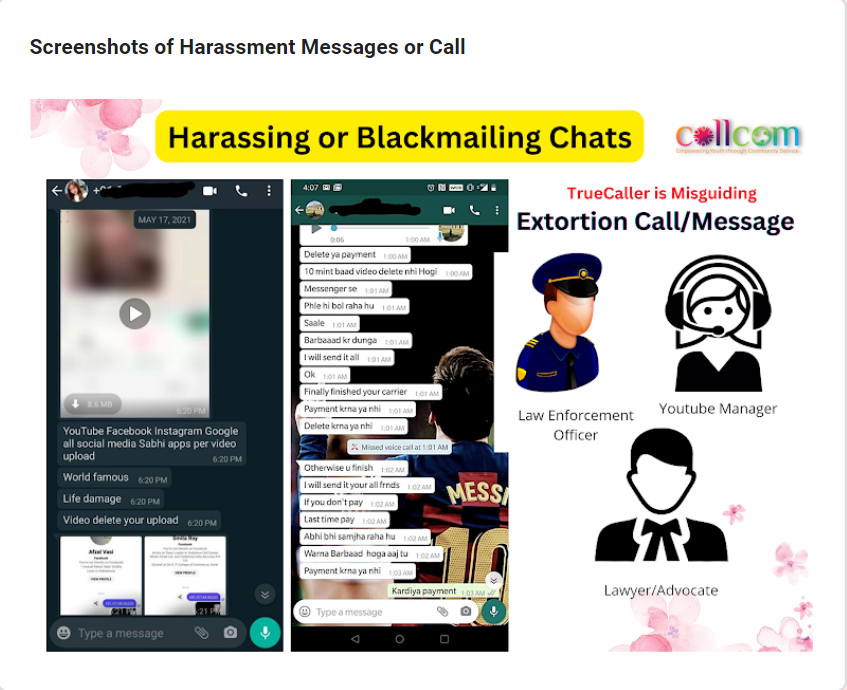 Screenshots of Harassment Messages or Call
Harassing or Blackmailing Chats
collcom
Empowering Youth through Community Service
MAY 17, 2021
8.6 MB
6:20 PM
YouTube Facebook Instagram Google
all social media Sabhi apps per video
upload
6:20 PM
World famous 6:20 PM
Life damage 6:20 PM
Video delete your upload 6:20 PM
Afzal Vasi
Facebook
VIEW PROFILE
Smita Roy
Facebook
VIEW PROFILE
Type a message
4:07
0:06 1:00 AM
Delete ya payment 1:00 AM
10 mint baad video delete nhi Hogi 1:00 AM
Messenger se 1:01 AM
Phle hi bol raha hu 1:01 AM
Saale 1:01 AM
Barbaaad kr dunga 1:01 AM
I will send it all 1:01 AM
Ok 1:01 AM
Finally finished your carrier 1:01 AM
Payment krna ya nhi 1:01 AM
Delete krna ya nhi 1:01 AM
Missed voice call at 1:01 AM
Otherwise u finish 1:02 AM
I will send it your all frnds 1:02 AM
If you don't pay 1:02 AM
Last time pay 1:02 AM
Abhi bhi samjha raha hu 1:02 AM
Warna Barbaad hoga aaj tu 1:02 AM
Payment krna ya nhi 1:03 AM
Kardiya payment 1:03 AM
MESSI
10
Type a message
TrueCaller is Misguiding
Extortion Call/Message
Law Enforcement
Officer
Youtube Manager
Lawyer/Advocate